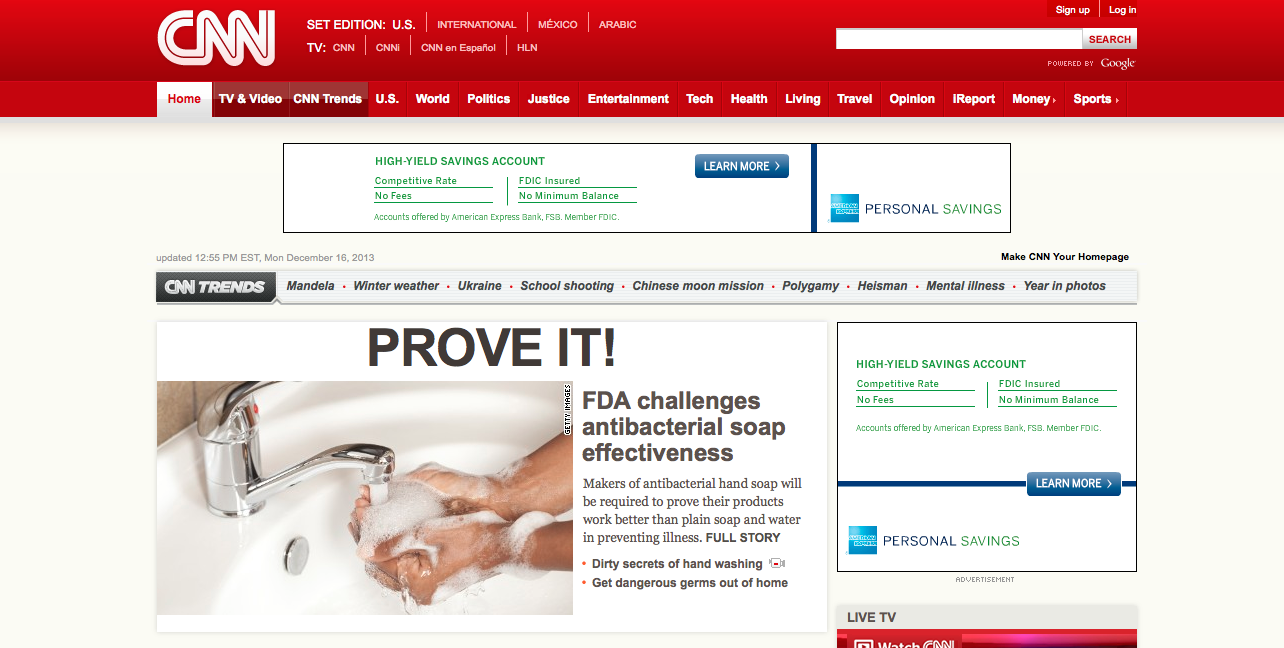 CNN
SET EDITION: U.S. INTERNATIONAL MÉXICO ARABIC
TV: CNN CNNi CNN en Español HLN
Sign up Log in
SEARCH
POWERED BY Google
Home TV & Video CNN Trends U.S. World Politics Justice Entertainment Tech Health Living Travel Opinion iReport Money Sports
HIGH-YIELD SAVINGS ACCOUNT
Competitive Rate FDIC Insured
No Fees No Minimum Balance
Accounts offered by American Express Bank, FSB. Member FDIC.
LEARN MORE >
AMERICAN EXPRESS
PERSONAL SAVINGS
updated 12:55 PM EST, Mon December 16, 2013
Make CNN Your Homepage
CNN TRENDS Mandela • Winter weather • Ukraine • School shooting • Chinese moon mission • Polygamy • Heisman • Mental illness • Year in photos
PROVE IT!
GETTY IMAGES
FDA challenges
antibacterial soap
effectiveness
Makers of antibacterial hand soap will
be required to prove their products
work better than plain soap and water
in preventing illness. FULL STORY
• Dirty secrets of hand washing
• Get dangerous germs out of home
HIGH-YIELD SAVINGS ACCOUNT
Competitive Rate FDIC Insured
No Fees No Minimum Balance
Accounts offered by American Express Bank, FSB. Member FDIC.
LEARN MORE >
AMERICAN EXPRESS
PERSONAL SAVINGS
ADVERTISEMENT
LIVE TV
Watch CNN